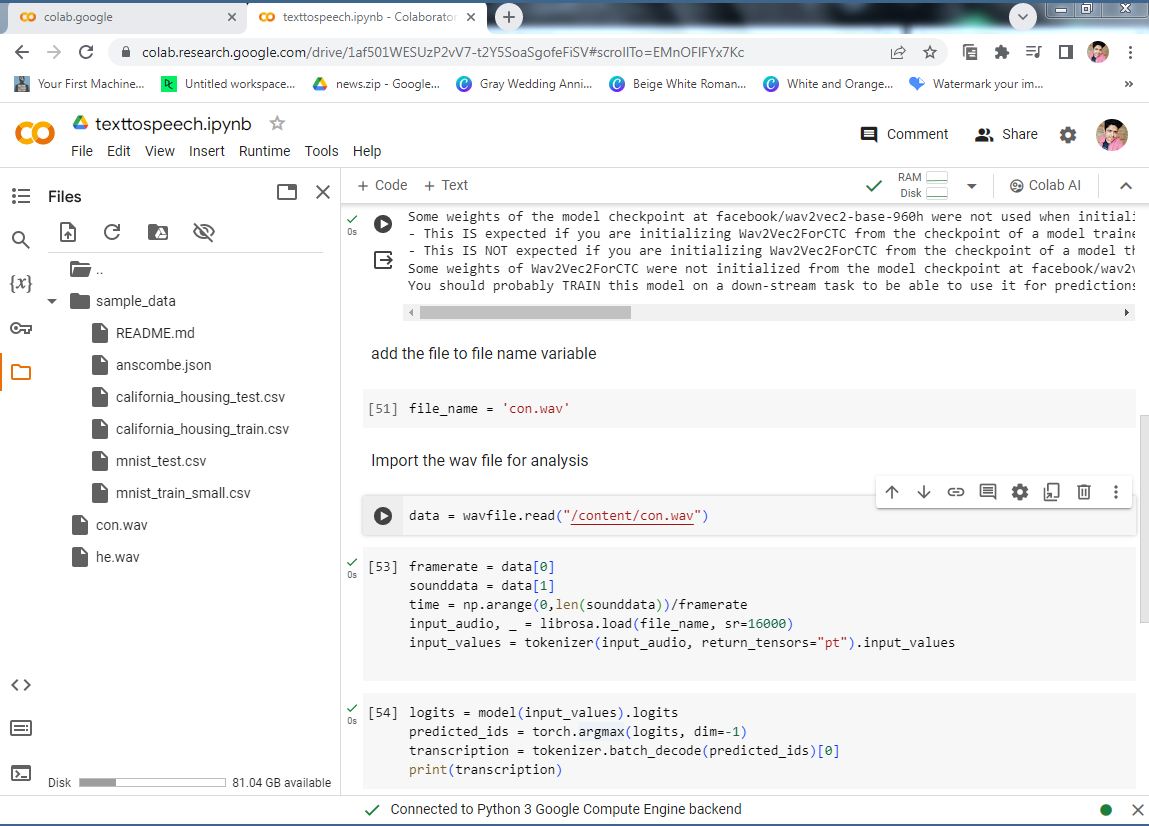 colab.google
texttospeech.ipynb - Colaborator
colab.research.google.com/drive/1af501WESUzP2vV7-t2Y5SoaSgofeFiSV#scrollTo=EMnOFIFYx7Kc
Your First Machine...
Untitled workspace...
news.zip - Google...
Gray Wedding Anni...
Beige White Roman...
White and Orange...
Watermark your im...
texttospeech.ipynb
Comment
Share
File Edit View Insert Runtime Tools Help
Files
+ Code + Text
RAM
Disk
Colab AI
..
sample_data
README.md
anscombe.json
california_housing_test.csv
california_housing_train.csv
mnist_test.csv
mnist_train_small.csv
con.wav
he.wav
Disk
81.04 GB available
0s
Some weights of the model checkpoint at facebook/wav2vec2-base-960h were not used when initiali
- This IS expected if you are initializing Wav2Vec2ForCTC from the checkpoint of a model traine
- This IS NOT expected if you are initializing Wav2Vec2ForCTC from the checkpoint of a model th
Some weights of Wav2Vec2ForCTC were not initialized from the model checkpoint at facebook/wav2v
You should probably TRAIN this model on a down-stream task to be able to use it for predictions
add the file to file name variable
[51] file_name = 'con.wav'
Import the wav file for analysis
data = wavfile.read("/content/con.wav")
0s
[53] framerate = data[0]
sounddata = data[1]
time = np.arange(0,len(sounddata))/framerate
input_audio, _ = librosa.load(file_name, sr=16000)
input_values = tokenizer(input_audio, return_tensors="pt").input_values
0s
[54] logits = model(input_values).logits
predicted_ids = torch.argmax(logits, dim=-1)
transcription = tokenizer.batch_decode(predicted_ids)[0]
print(transcription)
Connected to Python 3 Google Compute Engine backend